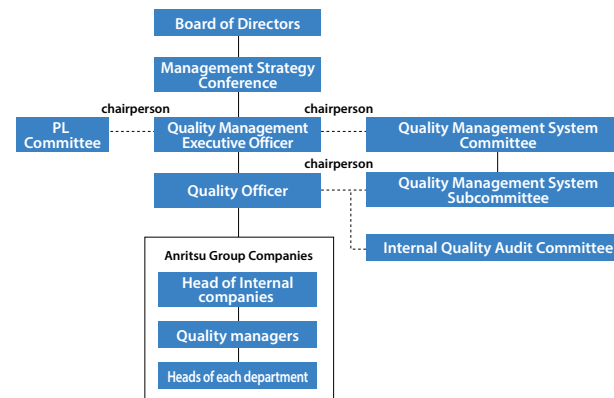 Board of Directors
Management Strategy
Conference
chairperson
chairperson
PL
Committee
Quality Management
Executive Officer
Quality Management System
Committee
chairperson
Quality Officer
Quality Management System
Subcommittee
Internal Quality Audit Committee
Anritsu Group Companies
Head of Internal
companies
Quality managers
Heads of each department